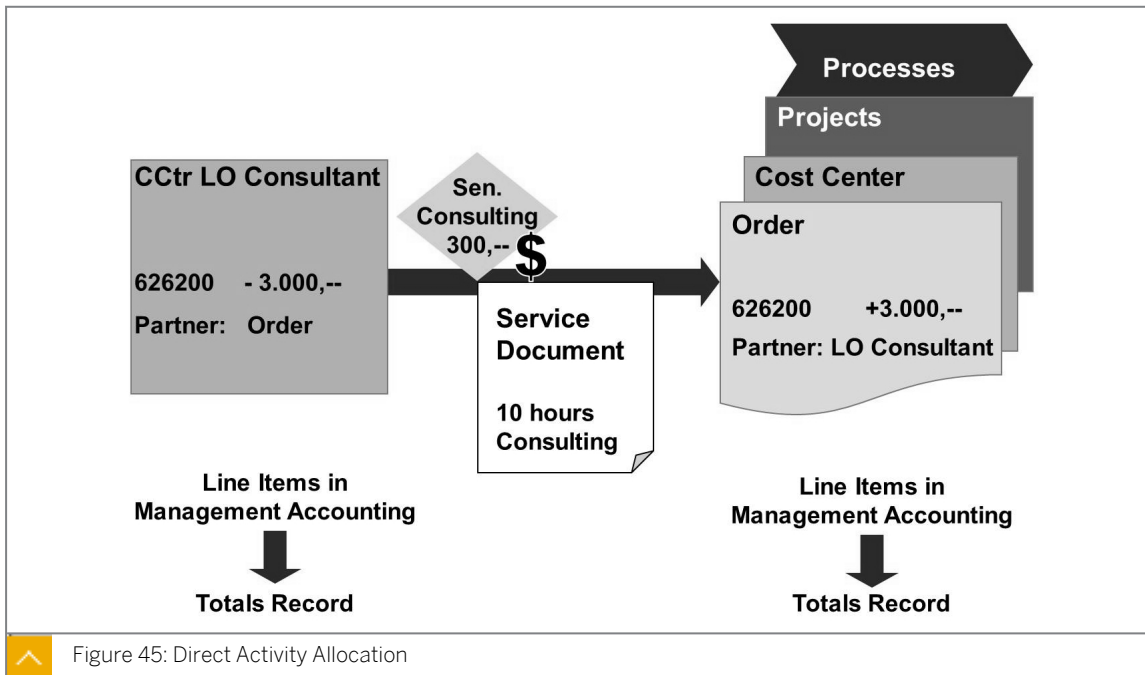 Processes
Projects
CCtr LO Consultant
626200 - 3.000,--
Partner: Order
Sen.
Consulting
300,--
$
Service
Document
10 hours
Consulting
Cost Center
Order
626200 +3.000,--
Partner: LO Consultant
Line Items in
Management Accounting
Totals Record
Line Items in
Management Accounting
Totals Record
Figure 45: Direct Activity Allocation